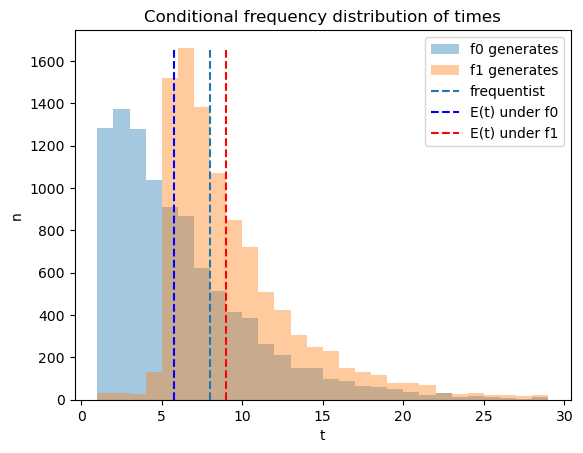 Conditional frequency distribution of times
f0 generates
f1 generates
frequentist
E(t) under f0
E(t) under f1
n
1600
1400
1200
1000
800
600
400
200
0
0 5 10 15 20 25 30
t